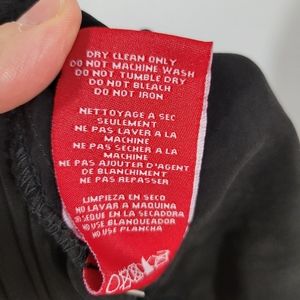 DRY CLEAN ONLY
DO NOT MACHINE WASH
DO NOT TUMBLE DRY
DO NOT BLEACH
DO NOT IRON
NETTOYAGE A SEC
SEULEMENT
NE PAS LAVER A LA
MACHINE
NE PAS SECHER A LA
MACHINE
NE PAS AJOUTER D'AGENT
DE BLANCHIMENT
NE PAS REPASSER
LIMPIEZA EN SECO
NO LAVAR A MAQUINA
NO SEQUE EN LA SECADORA
NO USE BLANQUEADOR
NO USE PLANCHA